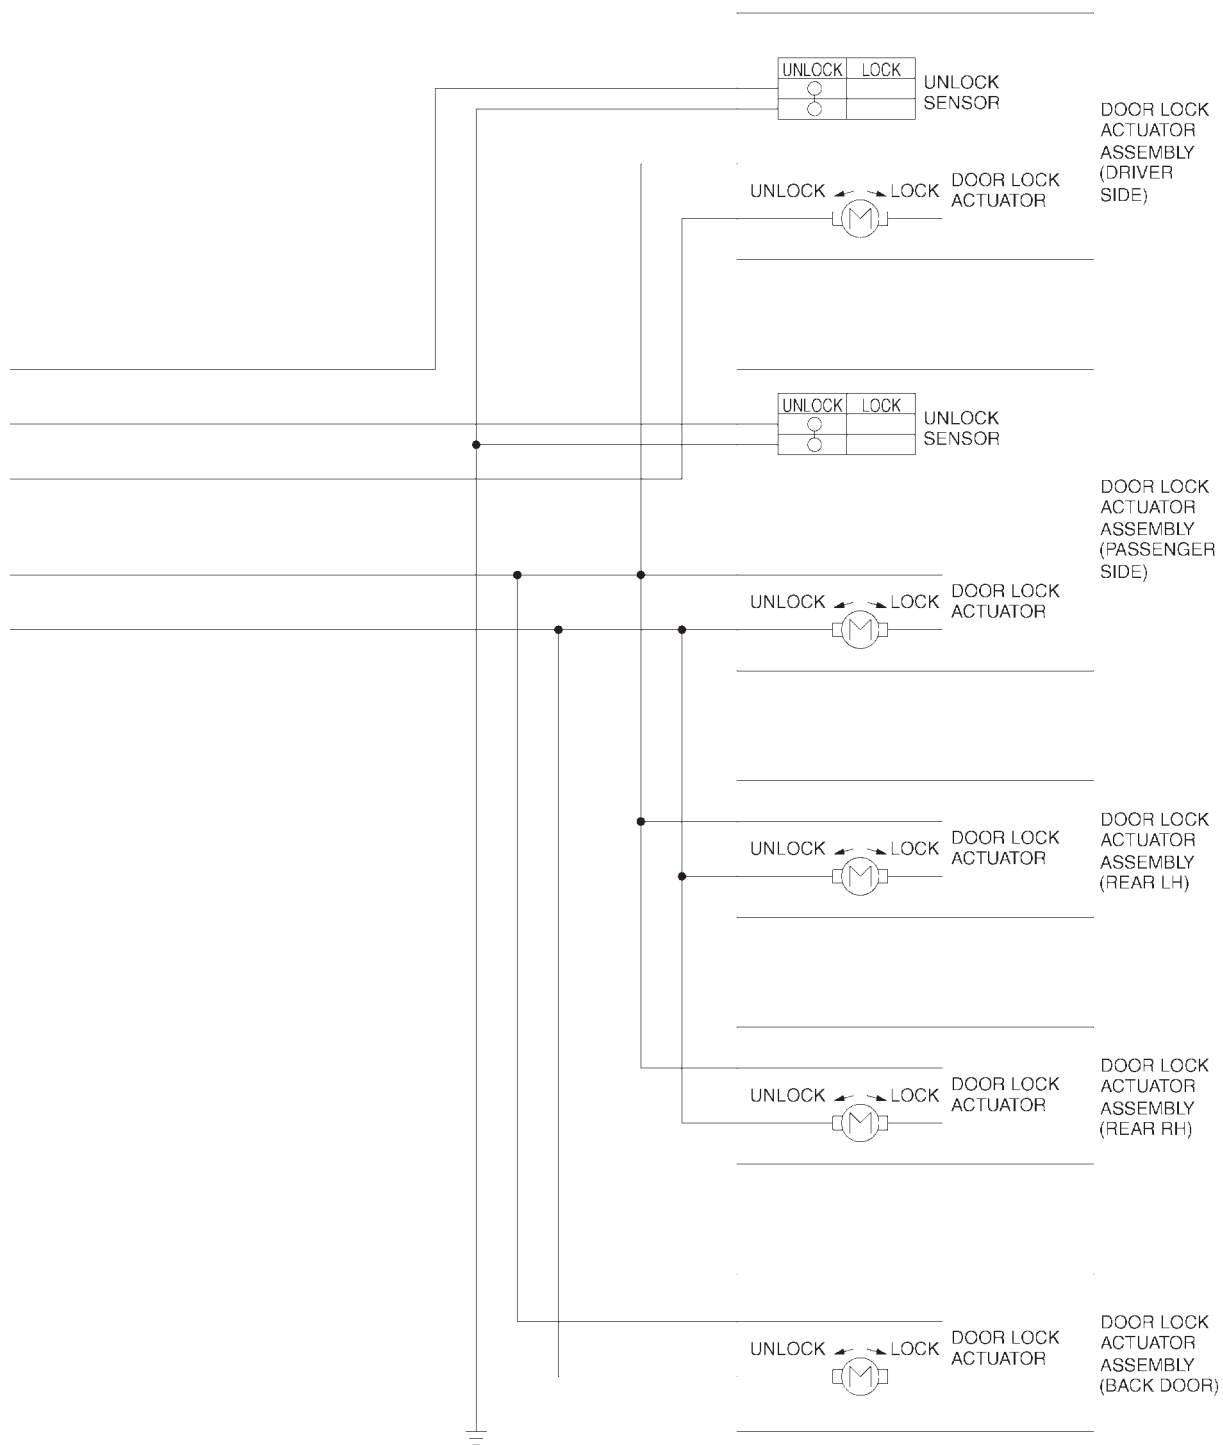 UNLOCK LOCK
UNLOCK
SENSOR
DOOR LOCK
ACTUATOR
ASSEMBLY
(DRIVER
SIDE)
UNLOCK LOCK
M
DOOR LOCK
ACTUATOR
UNLOCK LOCK
UNLOCK
SENSOR
DOOR LOCK
ACTUATOR
ASSEMBLY
(PASSENGER
SIDE)
UNLOCK LOCK
M
DOOR LOCK
ACTUATOR
DOOR LOCK
ACTUATOR
ASSEMBLY
(REAR LH)
UNLOCK LOCK
M
DOOR LOCK
ACTUATOR
DOOR LOCK
ACTUATOR
ASSEMBLY
(REAR RH)
UNLOCK LOCK
M
DOOR LOCK
ACTUATOR
DOOR LOCK
ACTUATOR
ASSEMBLY
(BACK DOOR)
UNLOCK LOCK
M
DOOR LOCK
ACTUATOR